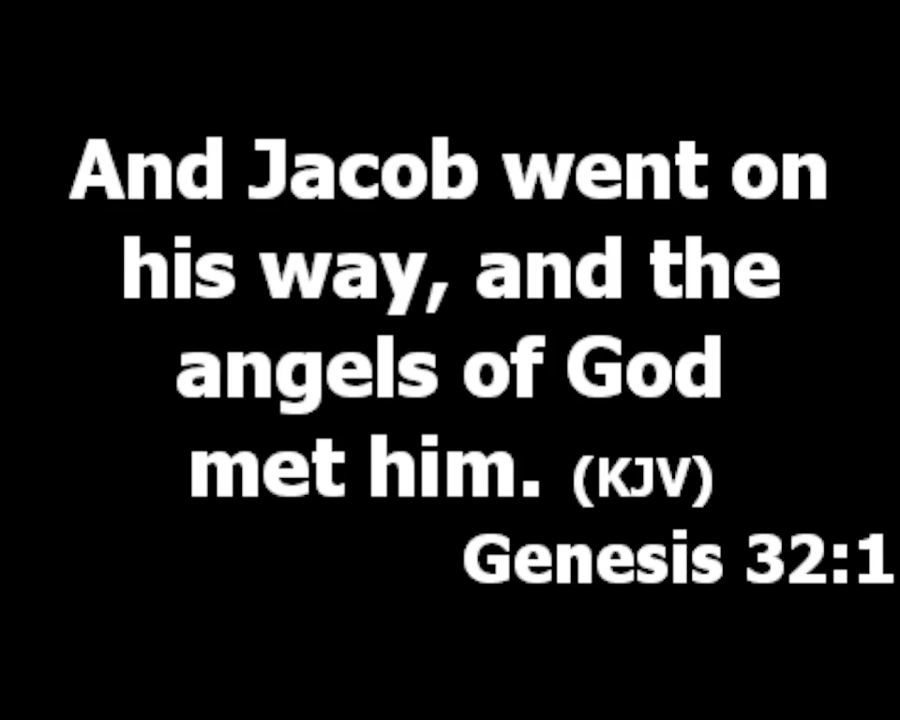 And Jacob went on
his way, and the
angels of God
met him. (KJV)
Genesis 32:1